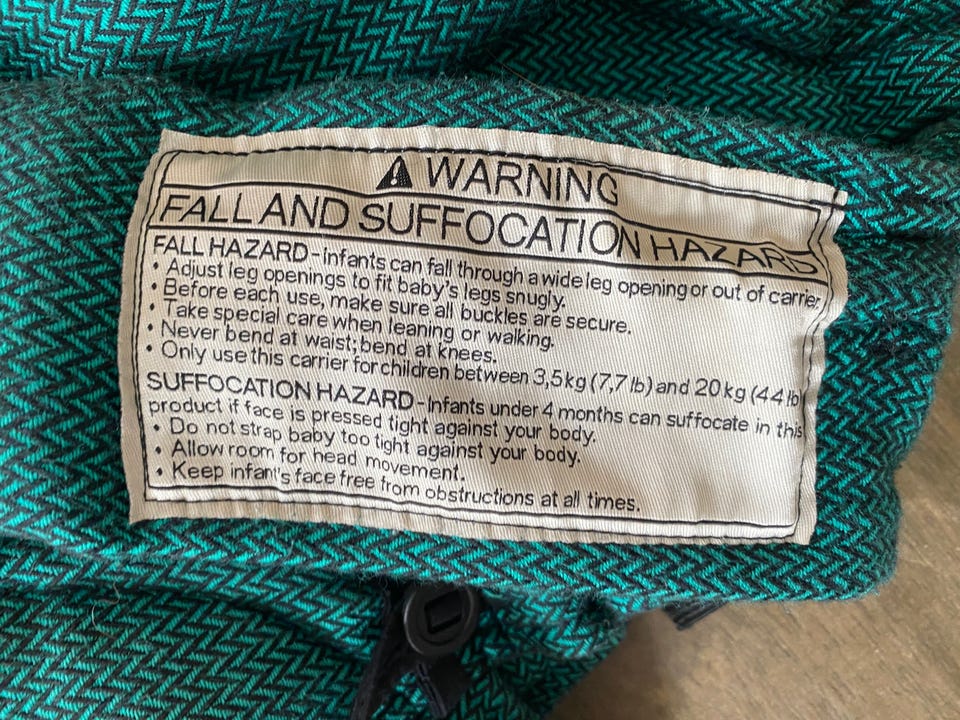 WARNING
FALL AND SUFFOCATION HAZARD
FALL HAZARD - Infants can fall through a wide leg opening or out of carrier
• Adjust leg openings to fit baby's legs snugly.
• Before each use, make sure all buckles are secure.
• Take special care when leaning or walking.
• Never bend at waist; bend at knees.
• Only use this carrier for children between 3,5 kg (7,7 lb) and 20 kg (44 lb)
SUFFOCATION HAZARD - Infants under 4 months can suffocate in this
product if face is pressed tight against your body.
• Do not strap baby too tight against your body.
• Allow room for head movement.
• Keep infant's face free from obstructions at all times.